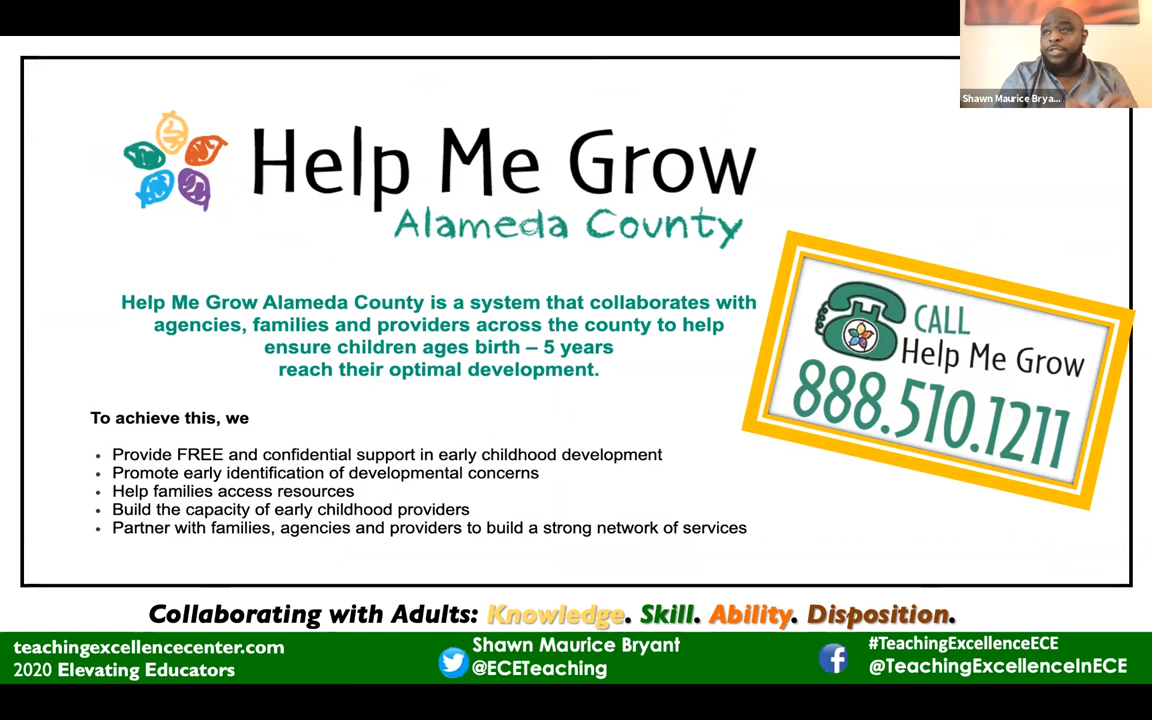 Shawn Maurice Brya...
Help Me Grow
Alameda County
Help Me Grow Alameda County is a system that collaborates with
agencies, families and providers across the county to help
ensure children ages birth – 5 years
reach their optimal development.
CALL
Help Me Grow
888.510.1211
To achieve this, we
• Provide FREE and confidential support in early childhood development
• Promote early identification of developmental concerns
• Help families access resources
• Build the capacity of early childhood providers
• Partner with families, agencies and providers to build a strong network of services
Collaborating with Adults: Knowledge. Skill. Ability. Disposition.
teachingexcellencecenter.com
2020 Elevating Educators
Shawn Maurice Bryant
@ECETeaching
#TeachingExcellenceECE
@TeachingExcellenceInECE